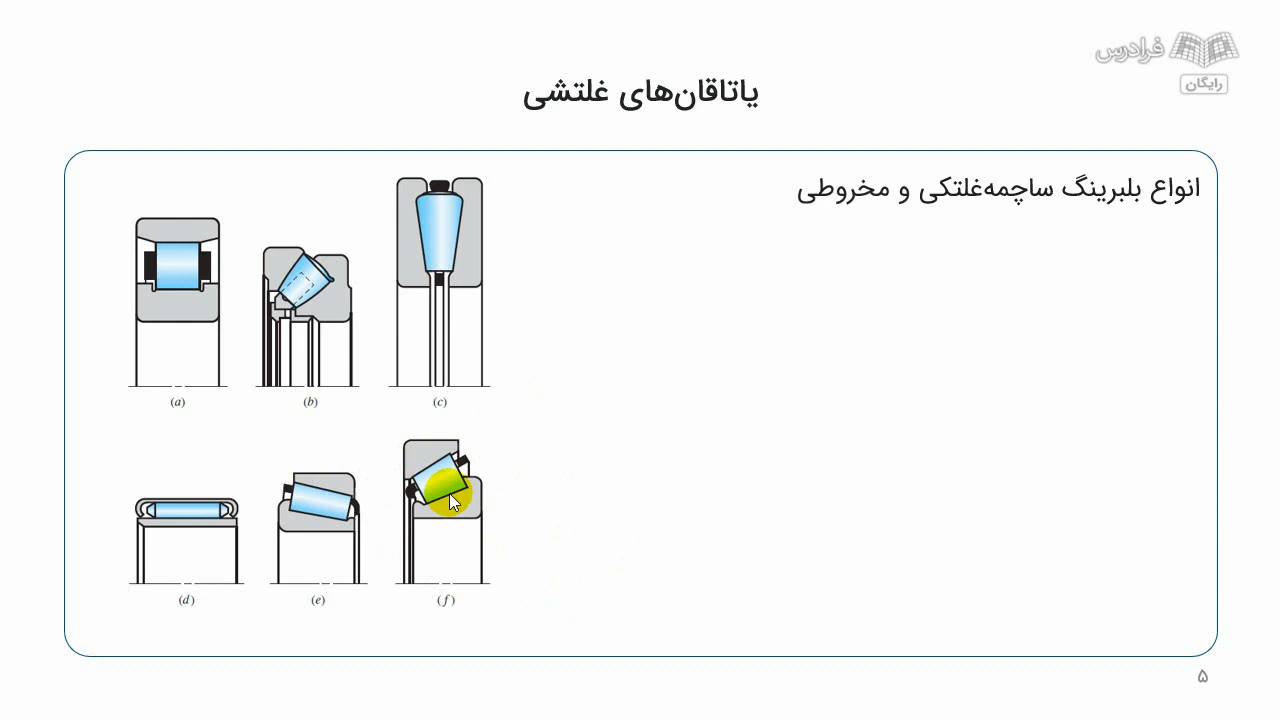 فرادرس
رایگان
یاتاقان‌های غلتشی
انواع بلبرینگ ساچمه‌غلتکی و مخروطی
(a) (b) (c)
(d) (e) (f)
۵